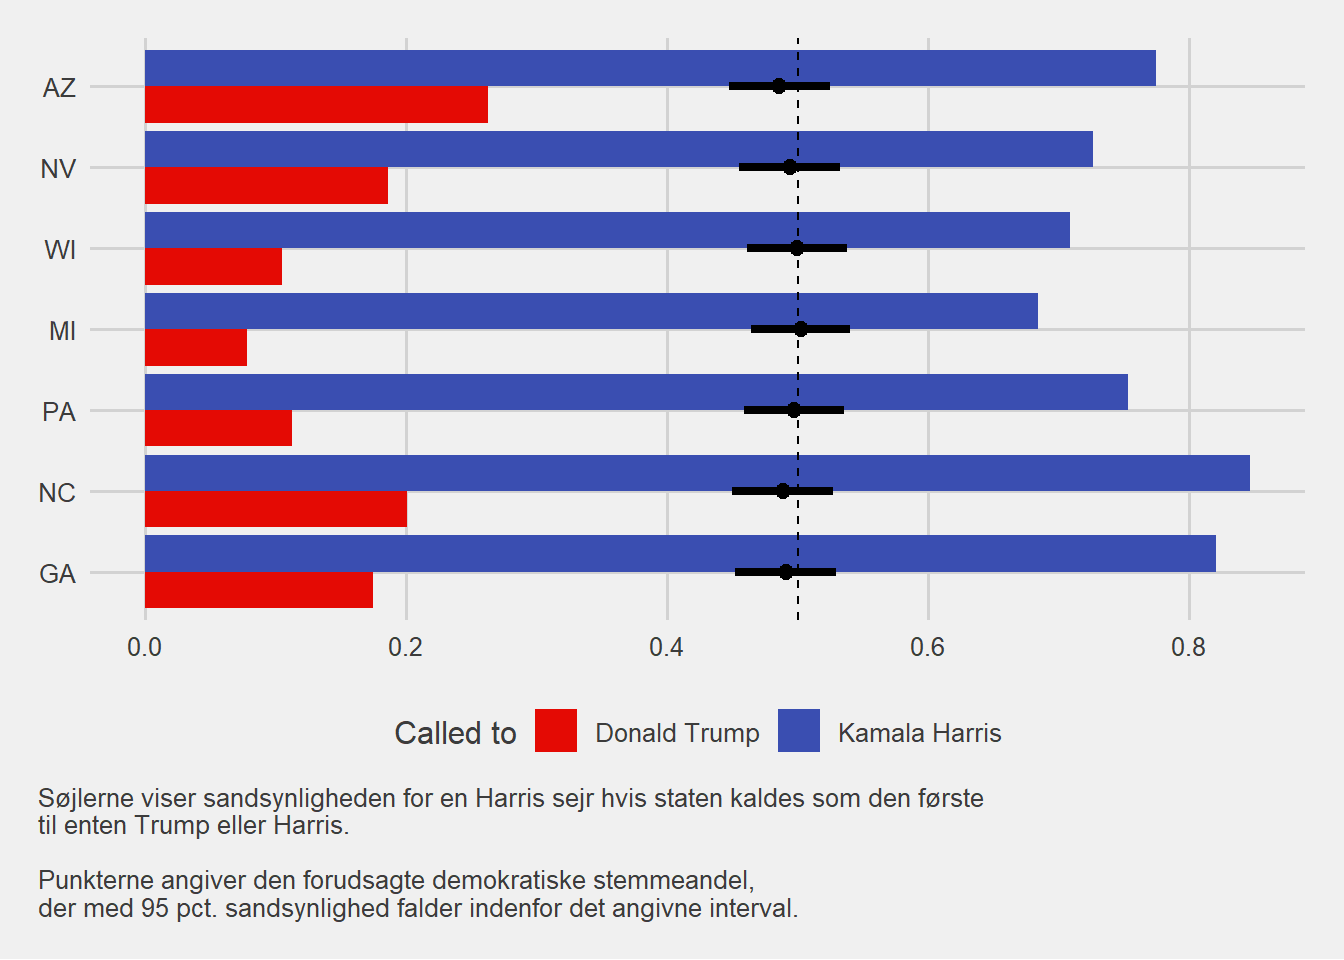 AZ
NV
WI
MI
PA
NC
GA
0.0 0.2 0.4 0.6 0.8
Called to Donald Trump Kamala Harris
Søjlerne viser sandsynligheden for en Harris sejr hvis staten kaldes som den første
til enten Trump eller Harris.
Punkterne angiver den forudsagte demokratiske stemmeandel,
der med 95 pct. sandsynlighed falder indenfor det angivne interval.